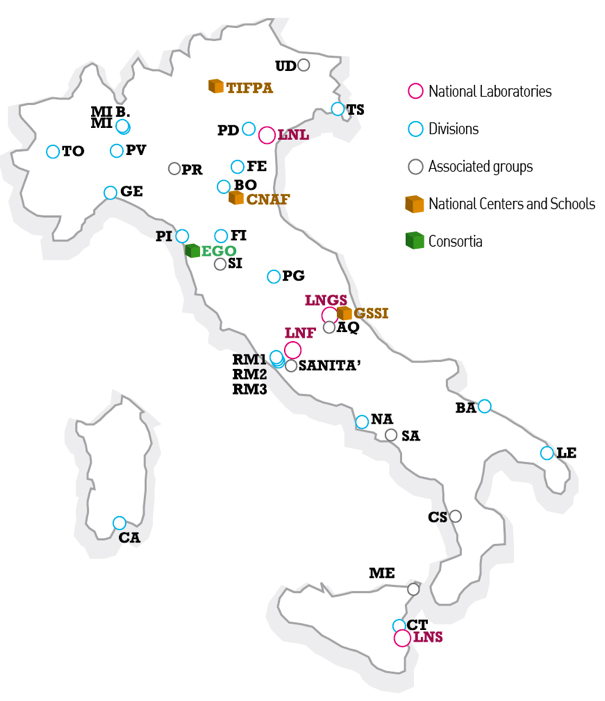 UD
TIFPA
MI B.
MI
TS
PD
LNL
TO
PV
PR
FE
BO
CNAF
GE
PI
FI
EGO
SI
PG
LNGS
GSSI
AQ
LNF
RM1
SANITA’
RM2
RM3
BA
NA
SA
LE
CS
CA
ME
CT
LNS
National Laboratories
Divisions
Associated groups
National Centers and Schools
Consortia